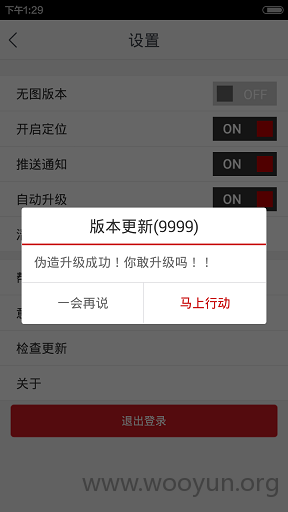 下午1:29
设置
无图版本
OFF
开启定位
ON
推送通知
ON
自动升级
ON
版本更新(9999)
伪造升级成功！你敢升级吗！！
一会再说
马上行动
检查更新
关于
退出登录
www.wooyun.org